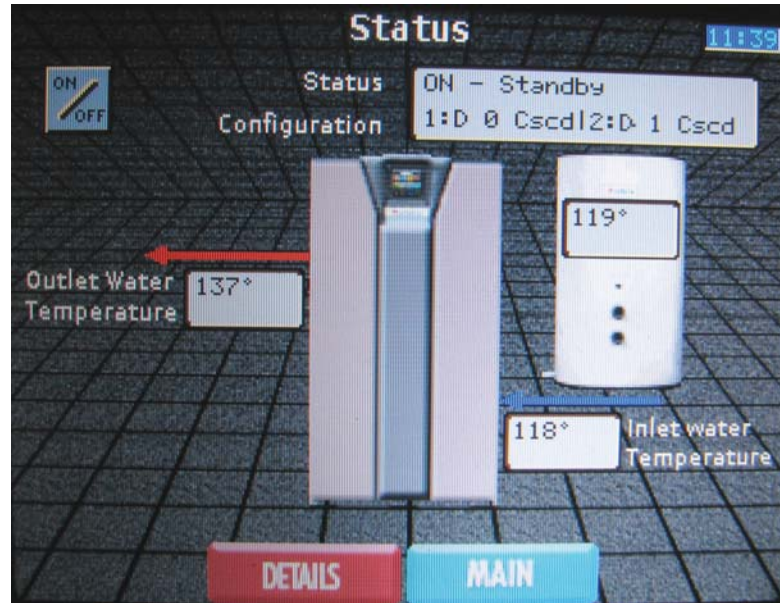 Status
11:39
ON
OFF
Status
ON - Standby
Configuration
1:D 0 Cscd|2:D 1 Cscd
119°
Outlet Water
Temperature
137°
118°
Inlet water
Temperature
DETAILS
MAIN